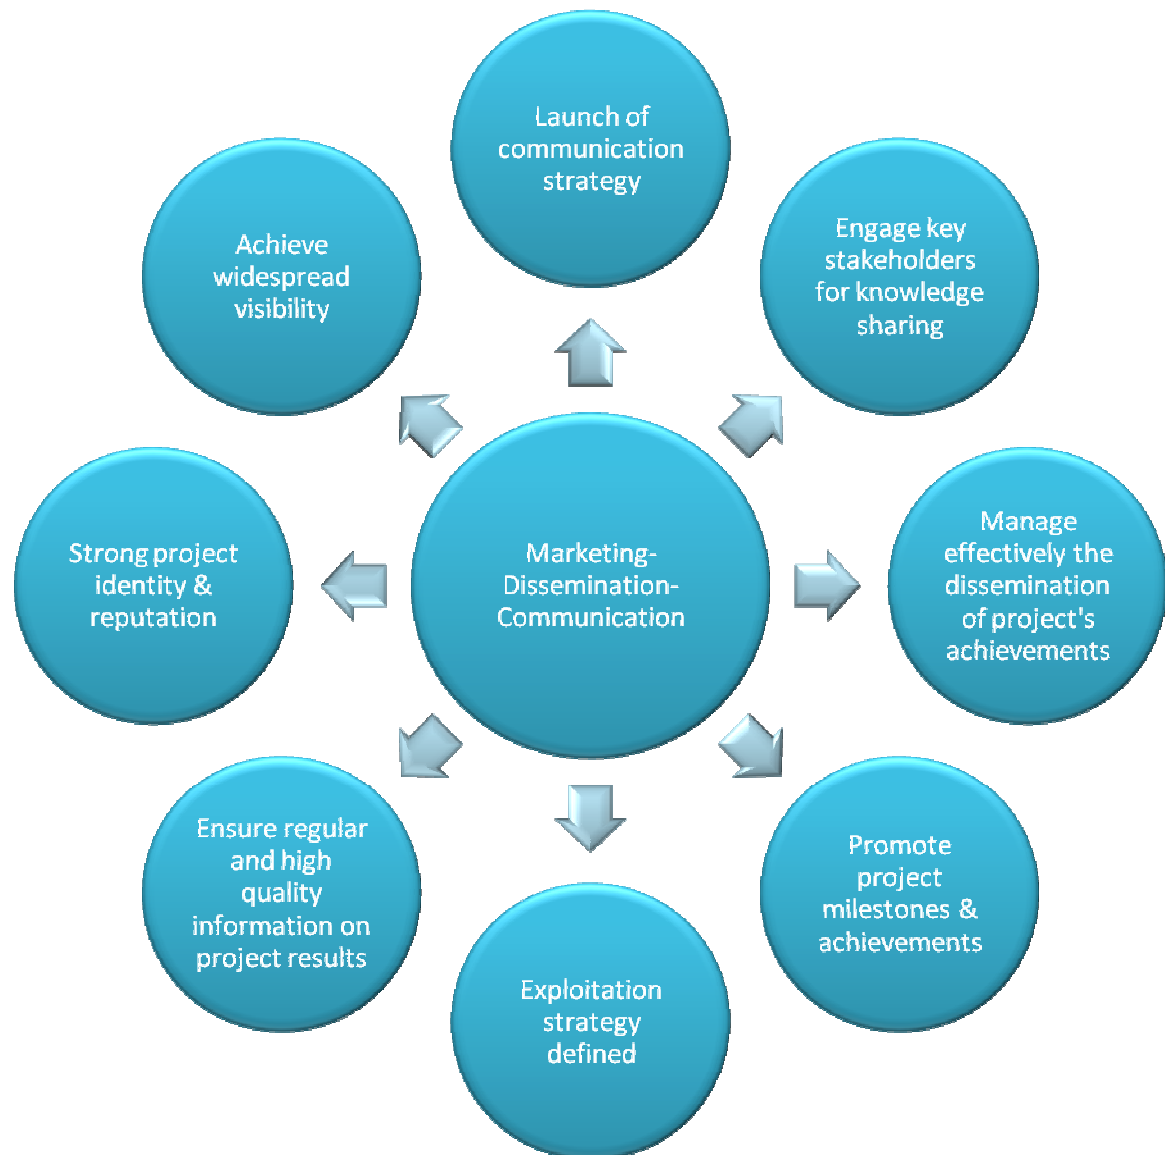 Launch of
communication
strategy
Engage key
stakeholders
for knowledge
sharing
Manage
effectively the
dissemination
of project's
achievements
Promote
project
milestones &
achievements
Exploitation
strategy
defined
Ensure regular
and high
quality
information on
project results
Strong project
identity &
reputation
Achieve
widespread
visibility
Marketing-
Dissemination-
Communication